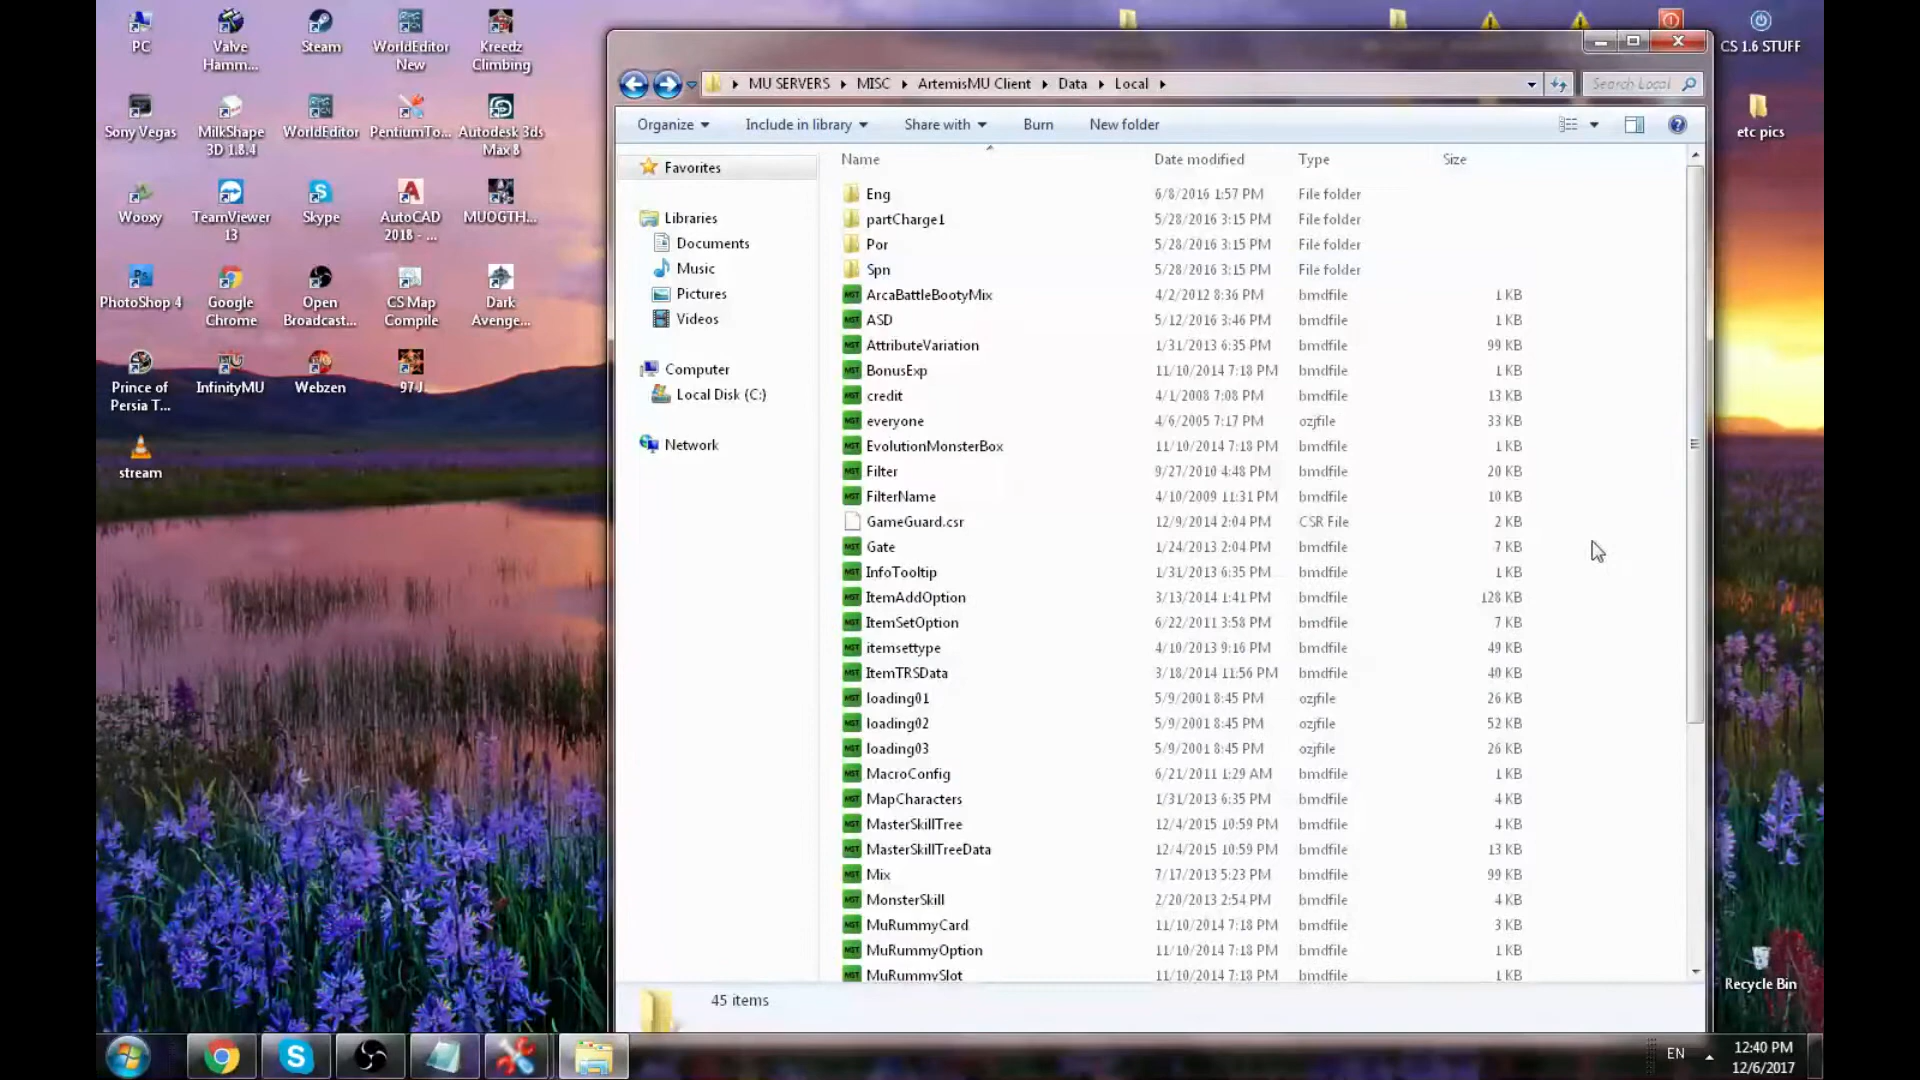 PC
Valve
Hamm...
Steam
WorldEditor
New
Kreedz
Climbing
Sony Vegas
MilkShape
3D 1.8.4
WorldEditor
PentiumTo...
Autodesk 3ds
Max 8
Wooxy
TeamViewer
13
Skype
AutoCAD
2018 - ...
MUOGTH...
PhotoShop 4
Google
Chrome
Open
Broadcast...
CS Map
Compile
Dark
Avenge...
Prince of
Persia T...
InfinityMU
Webzen
97J
stream
CS 1.6 STUFF
etc pics
Recycle Bin
MU SERVERS MISC ArtemisMU Client Data Local
Search Local
Organize Include in library Share with Burn New folder
Favorites
Libraries
Documents
Music
Pictures
Videos
Computer
Local Disk (C:)
Network
Name Date modified Type Size
Eng 6/8/2016 1:57 PM File folder
partCharge1 5/28/2016 3:15 PM File folder
Por 5/28/2016 3:15 PM File folder
Spn 5/28/2016 3:15 PM File folder
ArcaBattleBootyMix 4/2/2012 8:36 PM bmdfile 1 KB
ASD 5/12/2016 3:46 PM bmdfile 1 KB
AttributeVariation 1/31/2013 6:35 PM bmdfile 99 KB
BonusExp 11/10/2014 7:18 PM bmdfile 1 KB
credit 4/1/2008 7:08 PM bmdfile 13 KB
everyone 4/6/2005 7:17 PM ozjfile 33 KB
EvolutionMonsterBox 11/10/2014 7:18 PM bmdfile 1 KB
Filter 9/27/2010 4:48 PM bmdfile 20 KB
FilterName 4/10/2009 11:31 PM bmdfile 10 KB
GameGuard.csr 12/9/2014 2:04 PM CSR File 2 KB
Gate 1/24/2013 2:04 PM bmdfile 7 KB
InfoTooltip 1/31/2013 6:35 PM bmdfile 1 KB
ItemAddOption 3/13/2014 1:41 PM bmdfile 128 KB
ItemSetOption 6/22/2011 3:58 PM bmdfile 7 KB
itemsettype 4/10/2013 9:16 PM bmdfile 49 KB
ItemTRSData 3/18/2014 11:56 PM bmdfile 40 KB
loading01 5/9/2001 8:45 PM ozjfile 26 KB
loading02 5/9/2001 8:45 PM ozjfile 52 KB
loading03 5/9/2001 8:45 PM ozjfile 26 KB
MacroConfig 6/21/2011 1:29 AM bmdfile 1 KB
MapCharacters 1/31/2013 6:35 PM bmdfile 4 KB
MasterSkillTree 12/4/2015 10:59 PM bmdfile 4 KB
MasterSkillTreeData 12/4/2015 10:59 PM bmdfile 13 KB
Mix 7/17/2013 5:23 PM bmdfile 99 KB
MonsterSkill 2/20/2013 2:54 PM bmdfile 4 KB
MuRummyCard 11/10/2014 7:18 PM bmdfile 3 KB
MuRummyOption 11/10/2014 7:18 PM bmdfile 1 KB
MuRummySlot 11/10/2014 7:18 PM bmdfile 1 KB
45 items
EN
12:40 PM
12/6/2017